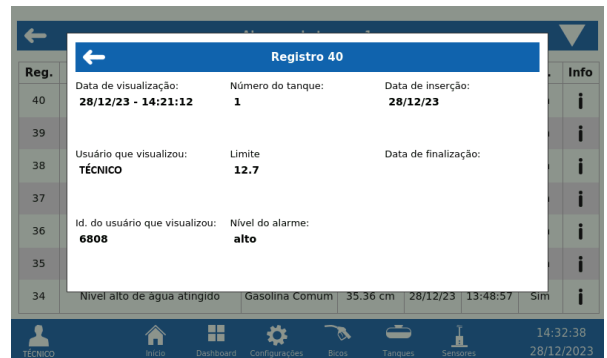 Registro 40
Reg.
Info
Data de visualização:
Número do tanque:
Data de inserção:
28/12/23 - 14:21:12
1
28/12/23
Usuário que visualizou:
Limite
Data de finalização:
TÉCNICO
12.7
Id. do usuário que visualizou:
Nível do alarme:
6808
alto
40
39
38
37
36
35
34 Nível alto de água atingido Gasolina Comum 35.36 cm 28/12/23 13:48:57 Sim
TÉCNICO
Início
Dashboard
Configurações
Bicos
Tanques
Sensores
14:32:38
28/12/2023